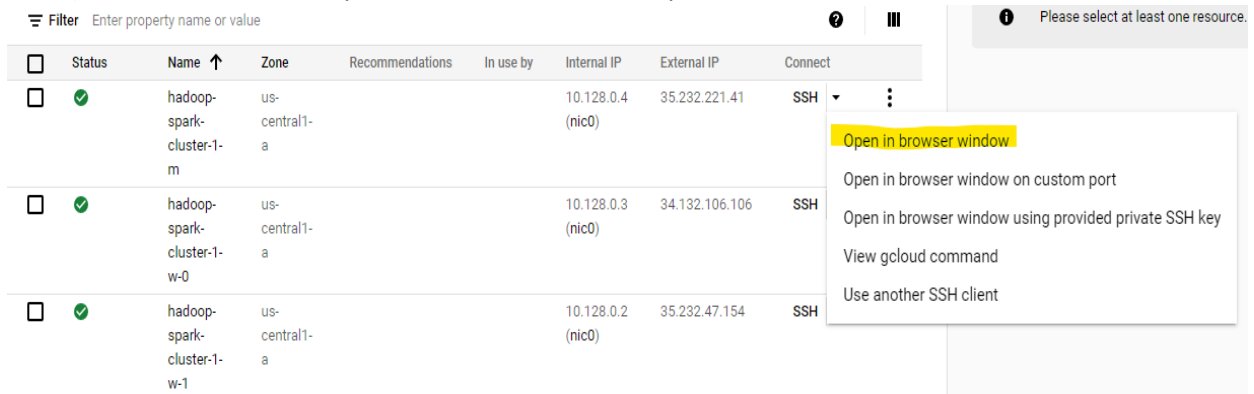 Filter Enter property name or value
Please select at least one resource.
Status Name Zone Recommendations In use by Internal IP External IP Connect
hadoop- us- 10.128.0.4 35.232.221.41 SSH
spark- central1- (nic0)
cluster-1- a
m
Open in browser window
Open in browser window on custom port
Open in browser window using provided private SSH key
View gcloud command
Use another SSH client
hadoop- us- 10.128.0.3 34.132.106.106 SSH
spark- central1- (nic0)
cluster-1- a
w-0
hadoop- us- 10.128.0.2 35.232.47.154 SSH
spark- central1- (nic0)
cluster-1- a
w-1